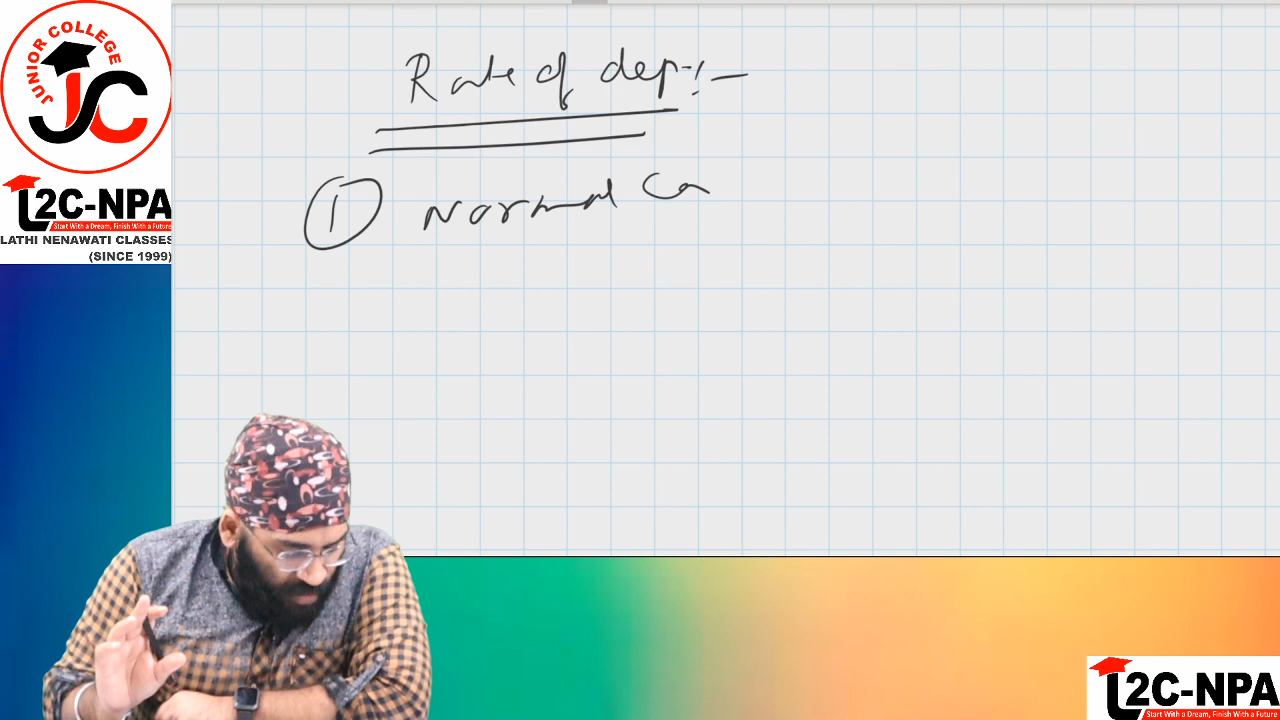 JUNIOR COLLEGE
JC
L2C-NPA
Start With a Dream, Finish With a Future
LATHI NENAWATI CLASSES
(SINCE 1999)
Rate of dep:-
① Normal Ca
L2C-NPA
Start With a Dream, Finish With a Future